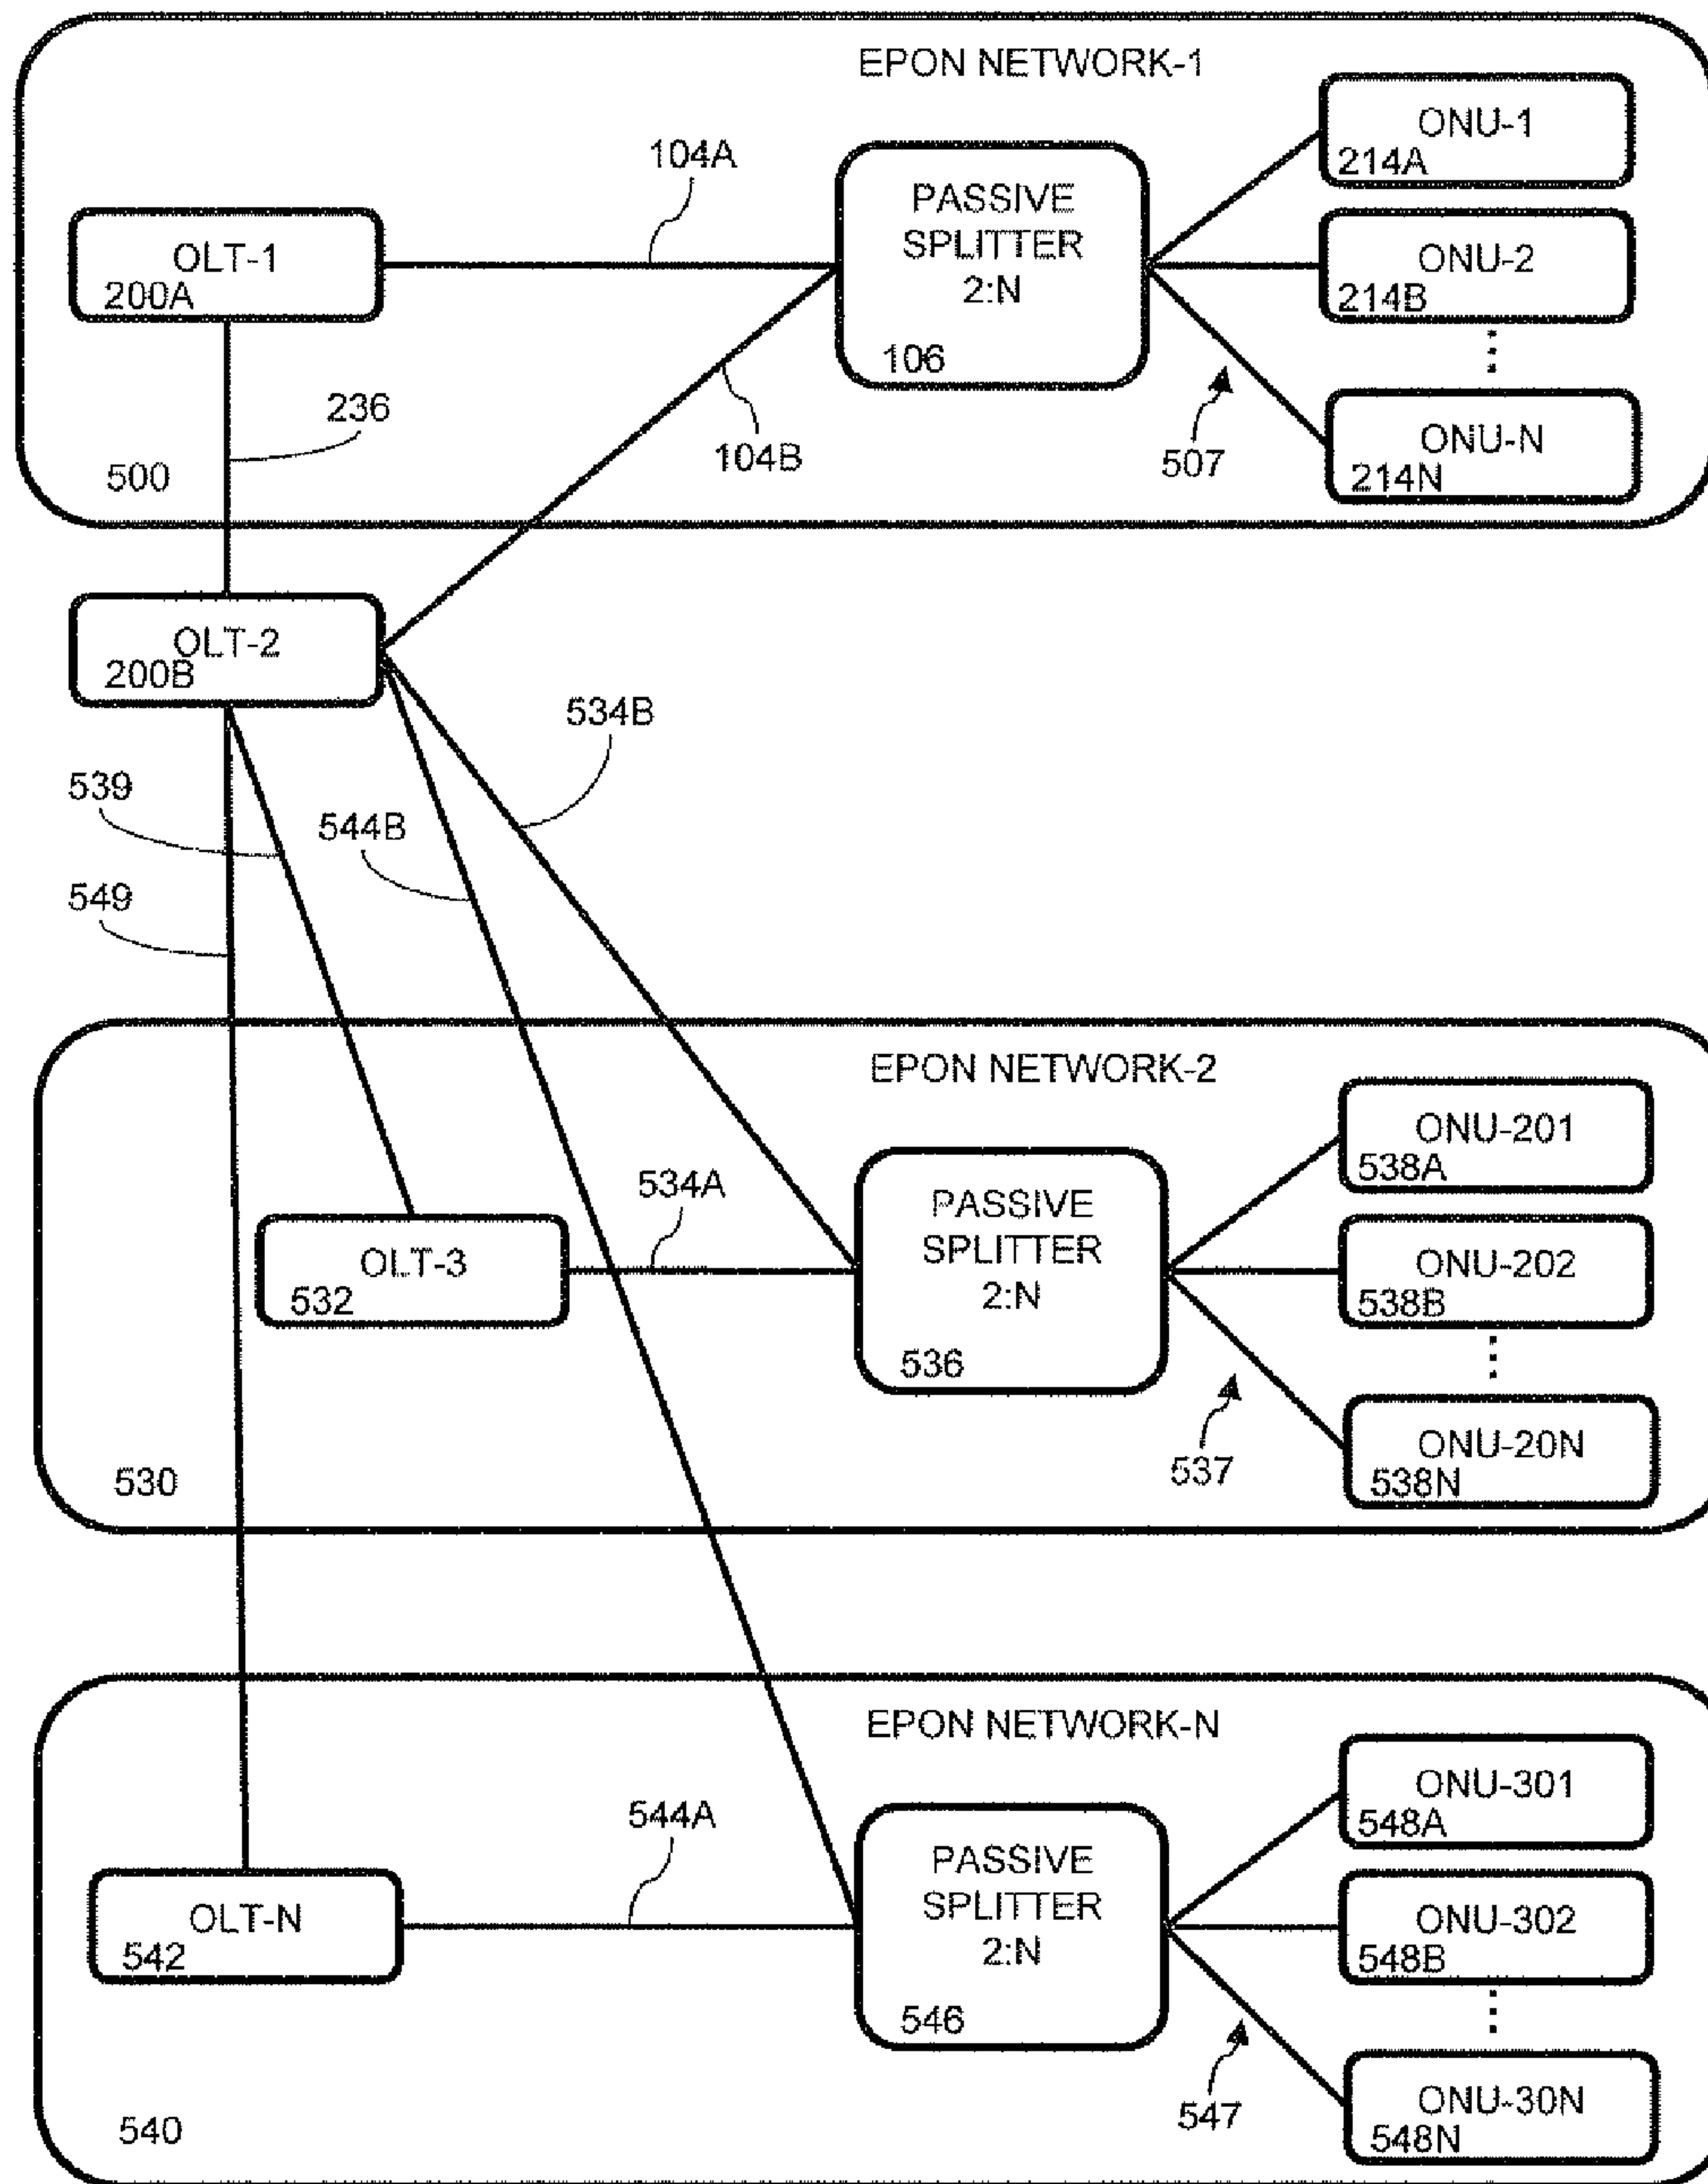 EPON NETWORK-1
ONU-1
214A
104A
PASSIVE
SPLITTER
2:N
106
OLT-1
200A
ONU-2
214B
236
104B
507
ONU-N
214N
500
OLT-2
200B
534B
539
544B
549
EPON NETWORK-2
ONU-201
538A
534A
PASSIVE
SPLITTER
2:N
536
OLT-3
532
ONU-202
538B
537
ONU-20N
538N
530
EPON NETWORK-N
ONU-301
548A
544A
PASSIVE
SPLITTER
2:N
546
OLT-N
542
ONU-302
548B
547
ONU-30N
548N
540